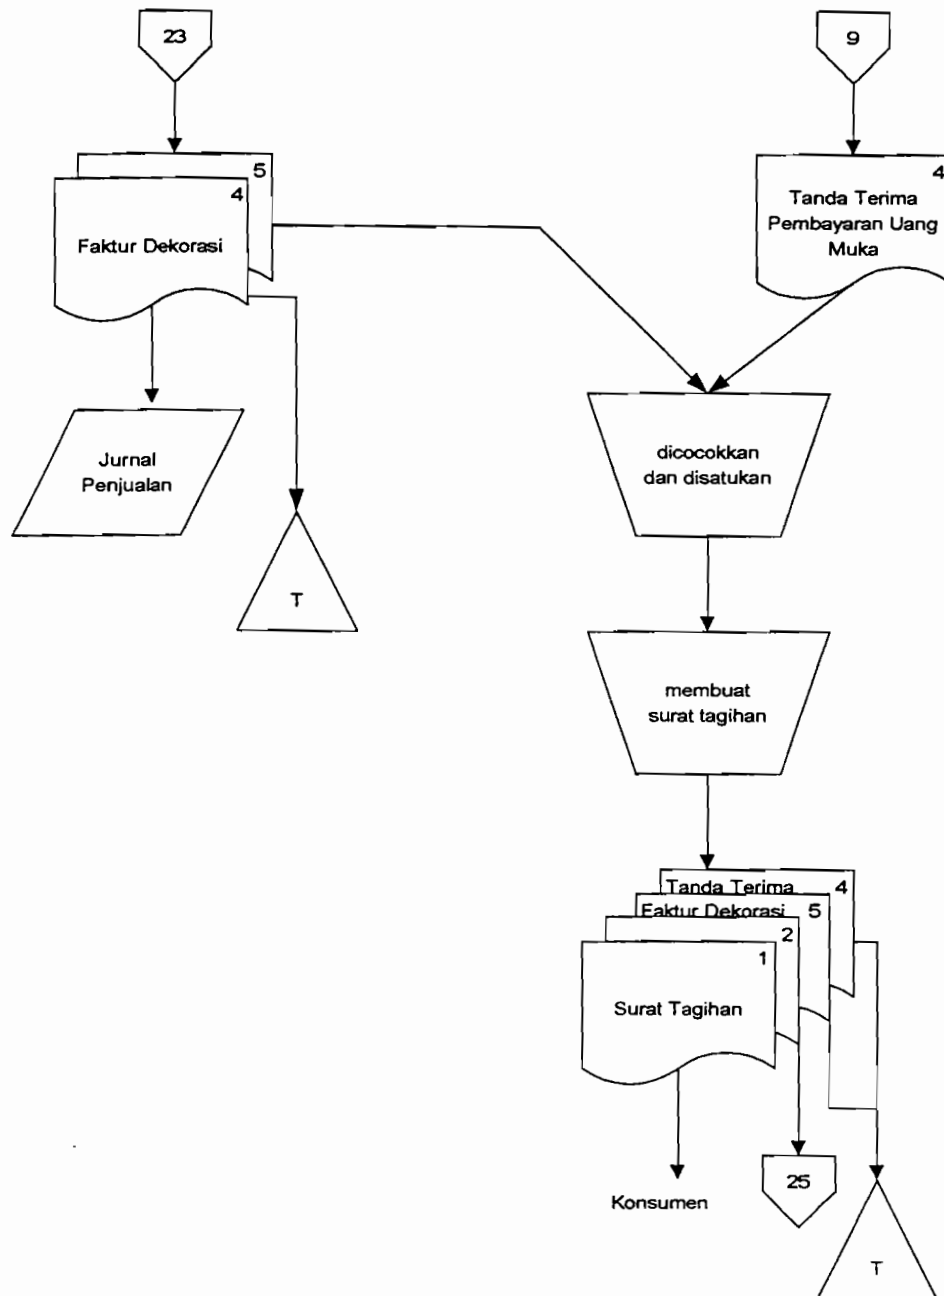 23
9
5
4
Faktur Dekorasi
4
Tanda Terima
Pembayaran Uang
Muka
Jurnal
Penjualan
dicocokkan
dan disatukan
T
membuat
surat tagihan
Tanda Terima 4
Faktur Dekorasi 5
2
1
Surat Tagihan
Konsumen
25
T